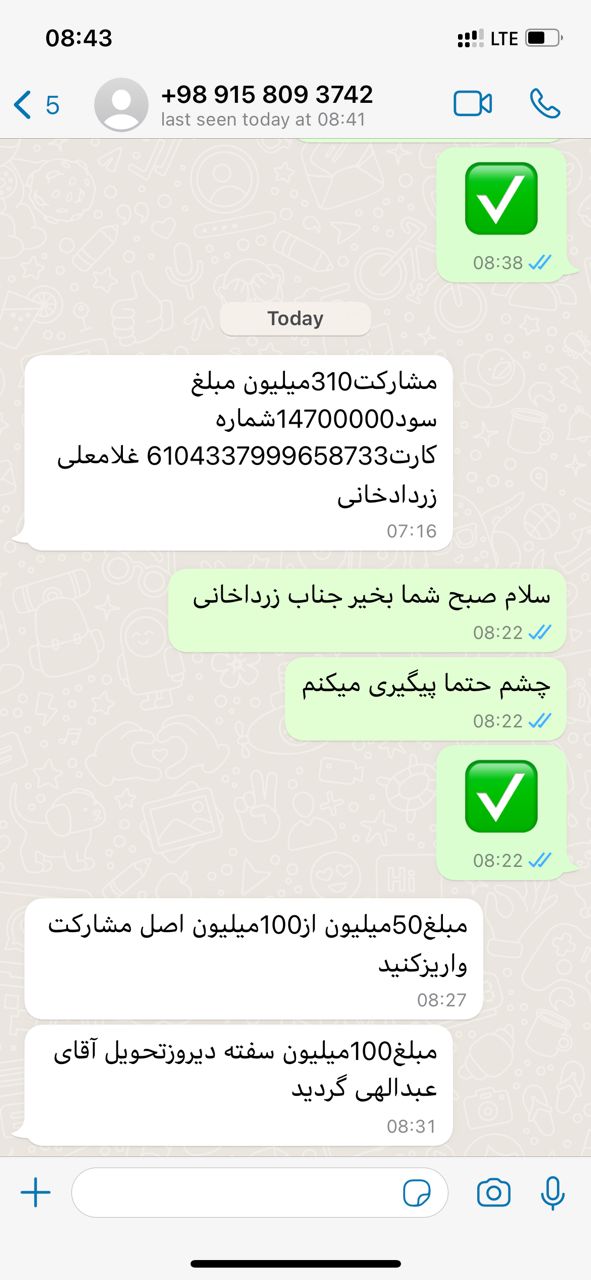 08:43
LTE
5
+98 915 809 3742
last seen today at 08:41
08:38
Today
مشارکت310میلیون مبلغ
سود14700000شماره
کارت6104337999658733 غلامعلی
زردادخانی
07:16
سلام صبح شما بخیر جناب زرداخانی
08:22
چشم حتما پیگیری میکنم
08:22
08:22
مبلغ50میلیون از100میلیون اصل مشارکت
واریزکنید
08:27
مبلغ100میلیون سفته دیروزتحویل آقای
عبدالهی گردید
08:31